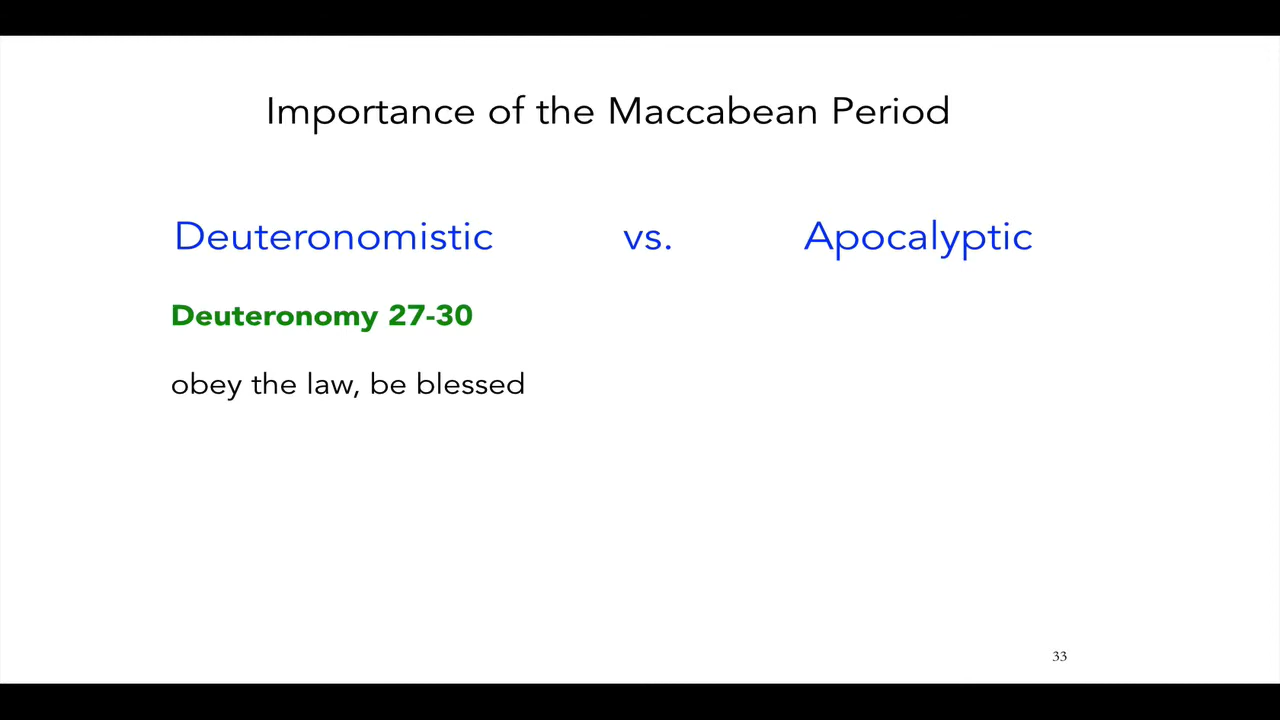 Importance of the Maccabean Period
Deuteronomistic vs. Apocalyptic
Deuteronomy 27-30
obey the law, be blessed
33